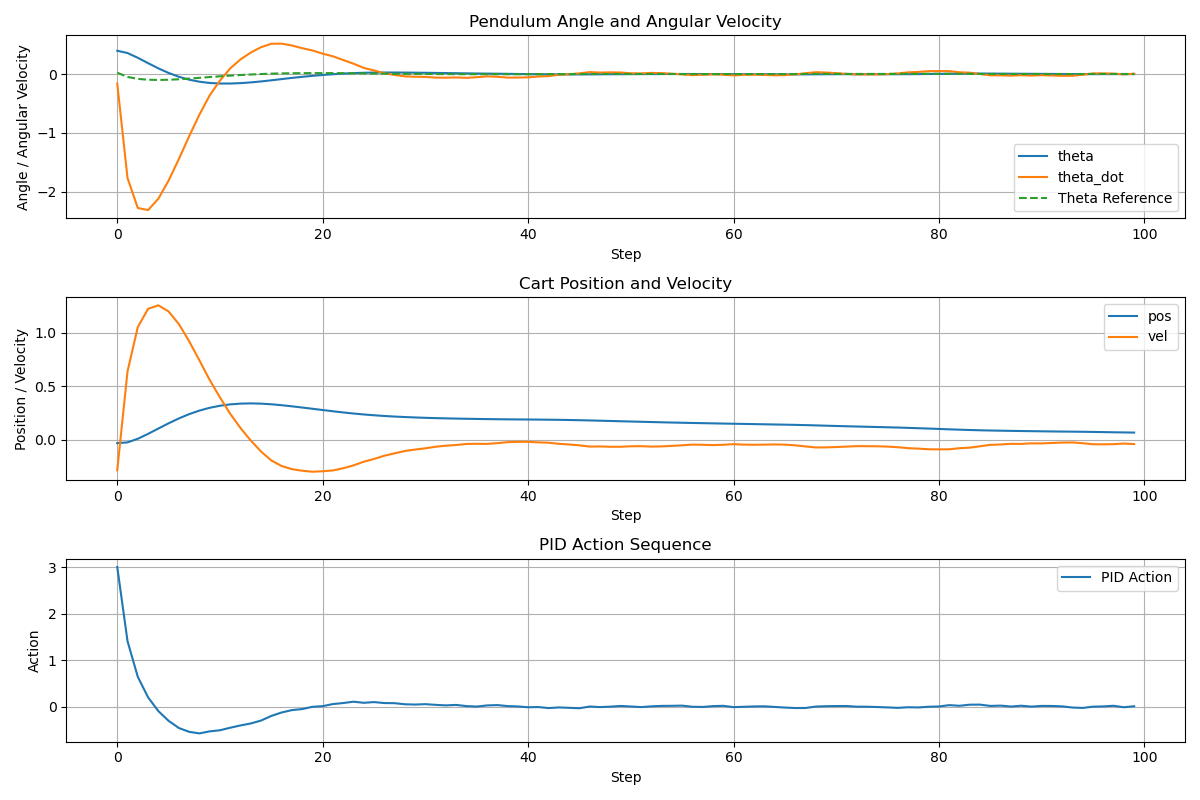 Pendulum Angle and Angular Velocity
Angle / Angular Velocity
0
−1
−2
theta
theta_dot
Theta Reference
0 20 40 60 80 100
Step
Cart Position and Velocity
Position / Velocity
1.0
0.5
0.0
pos
vel
0 20 40 60 80 100
Step
PID Action Sequence
Action
3
2
1
0
PID Action
0 20 40 60 80 100
Step